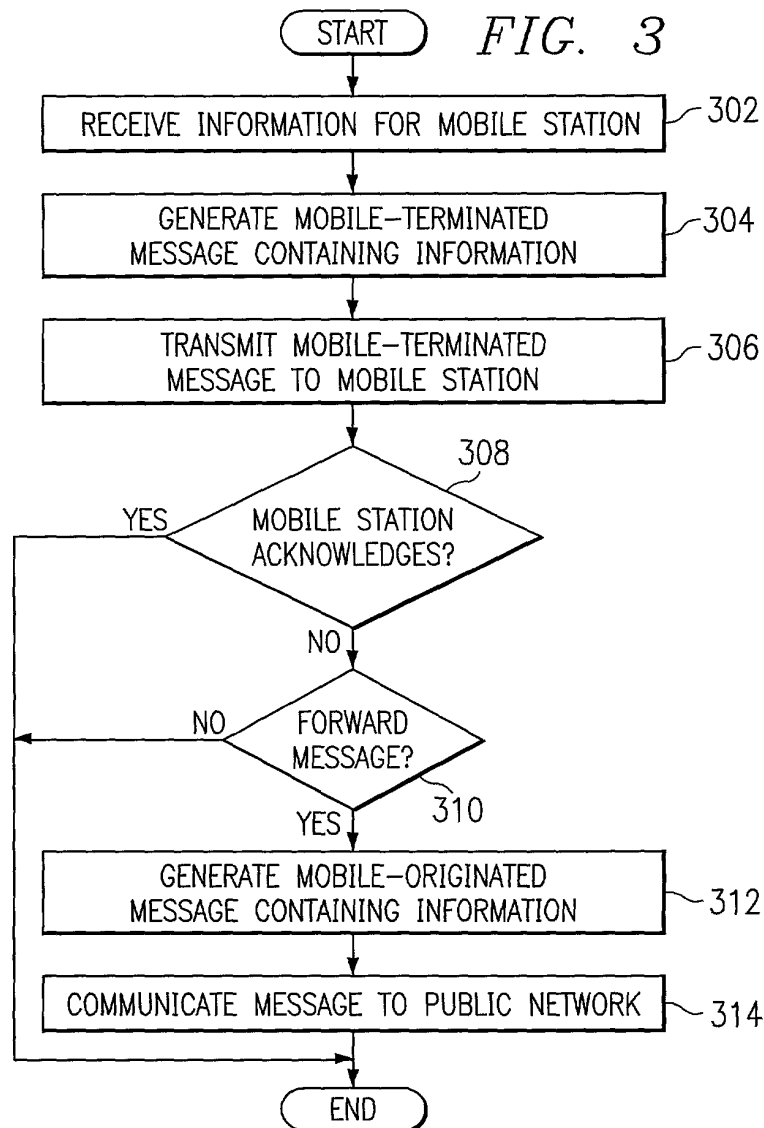 START
FIG. 3
RECEIVE INFORMATION FOR MOBILE STATION
302
GENERATE MOBILE-TERMINATED
MESSAGE CONTAINING INFORMATION
304
TRANSMIT MOBILE-TERMINATED
MESSAGE TO MOBILE STATION
306
308
YES
MOBILE STATION
ACKNOWLEDGES?
NO
NO
FORWARD
MESSAGE?
310
YES
GENERATE MOBILE-ORIGINATED
MESSAGE CONTAINING INFORMATION
312
COMMUNICATE MESSAGE TO PUBLIC NETWORK
314
END